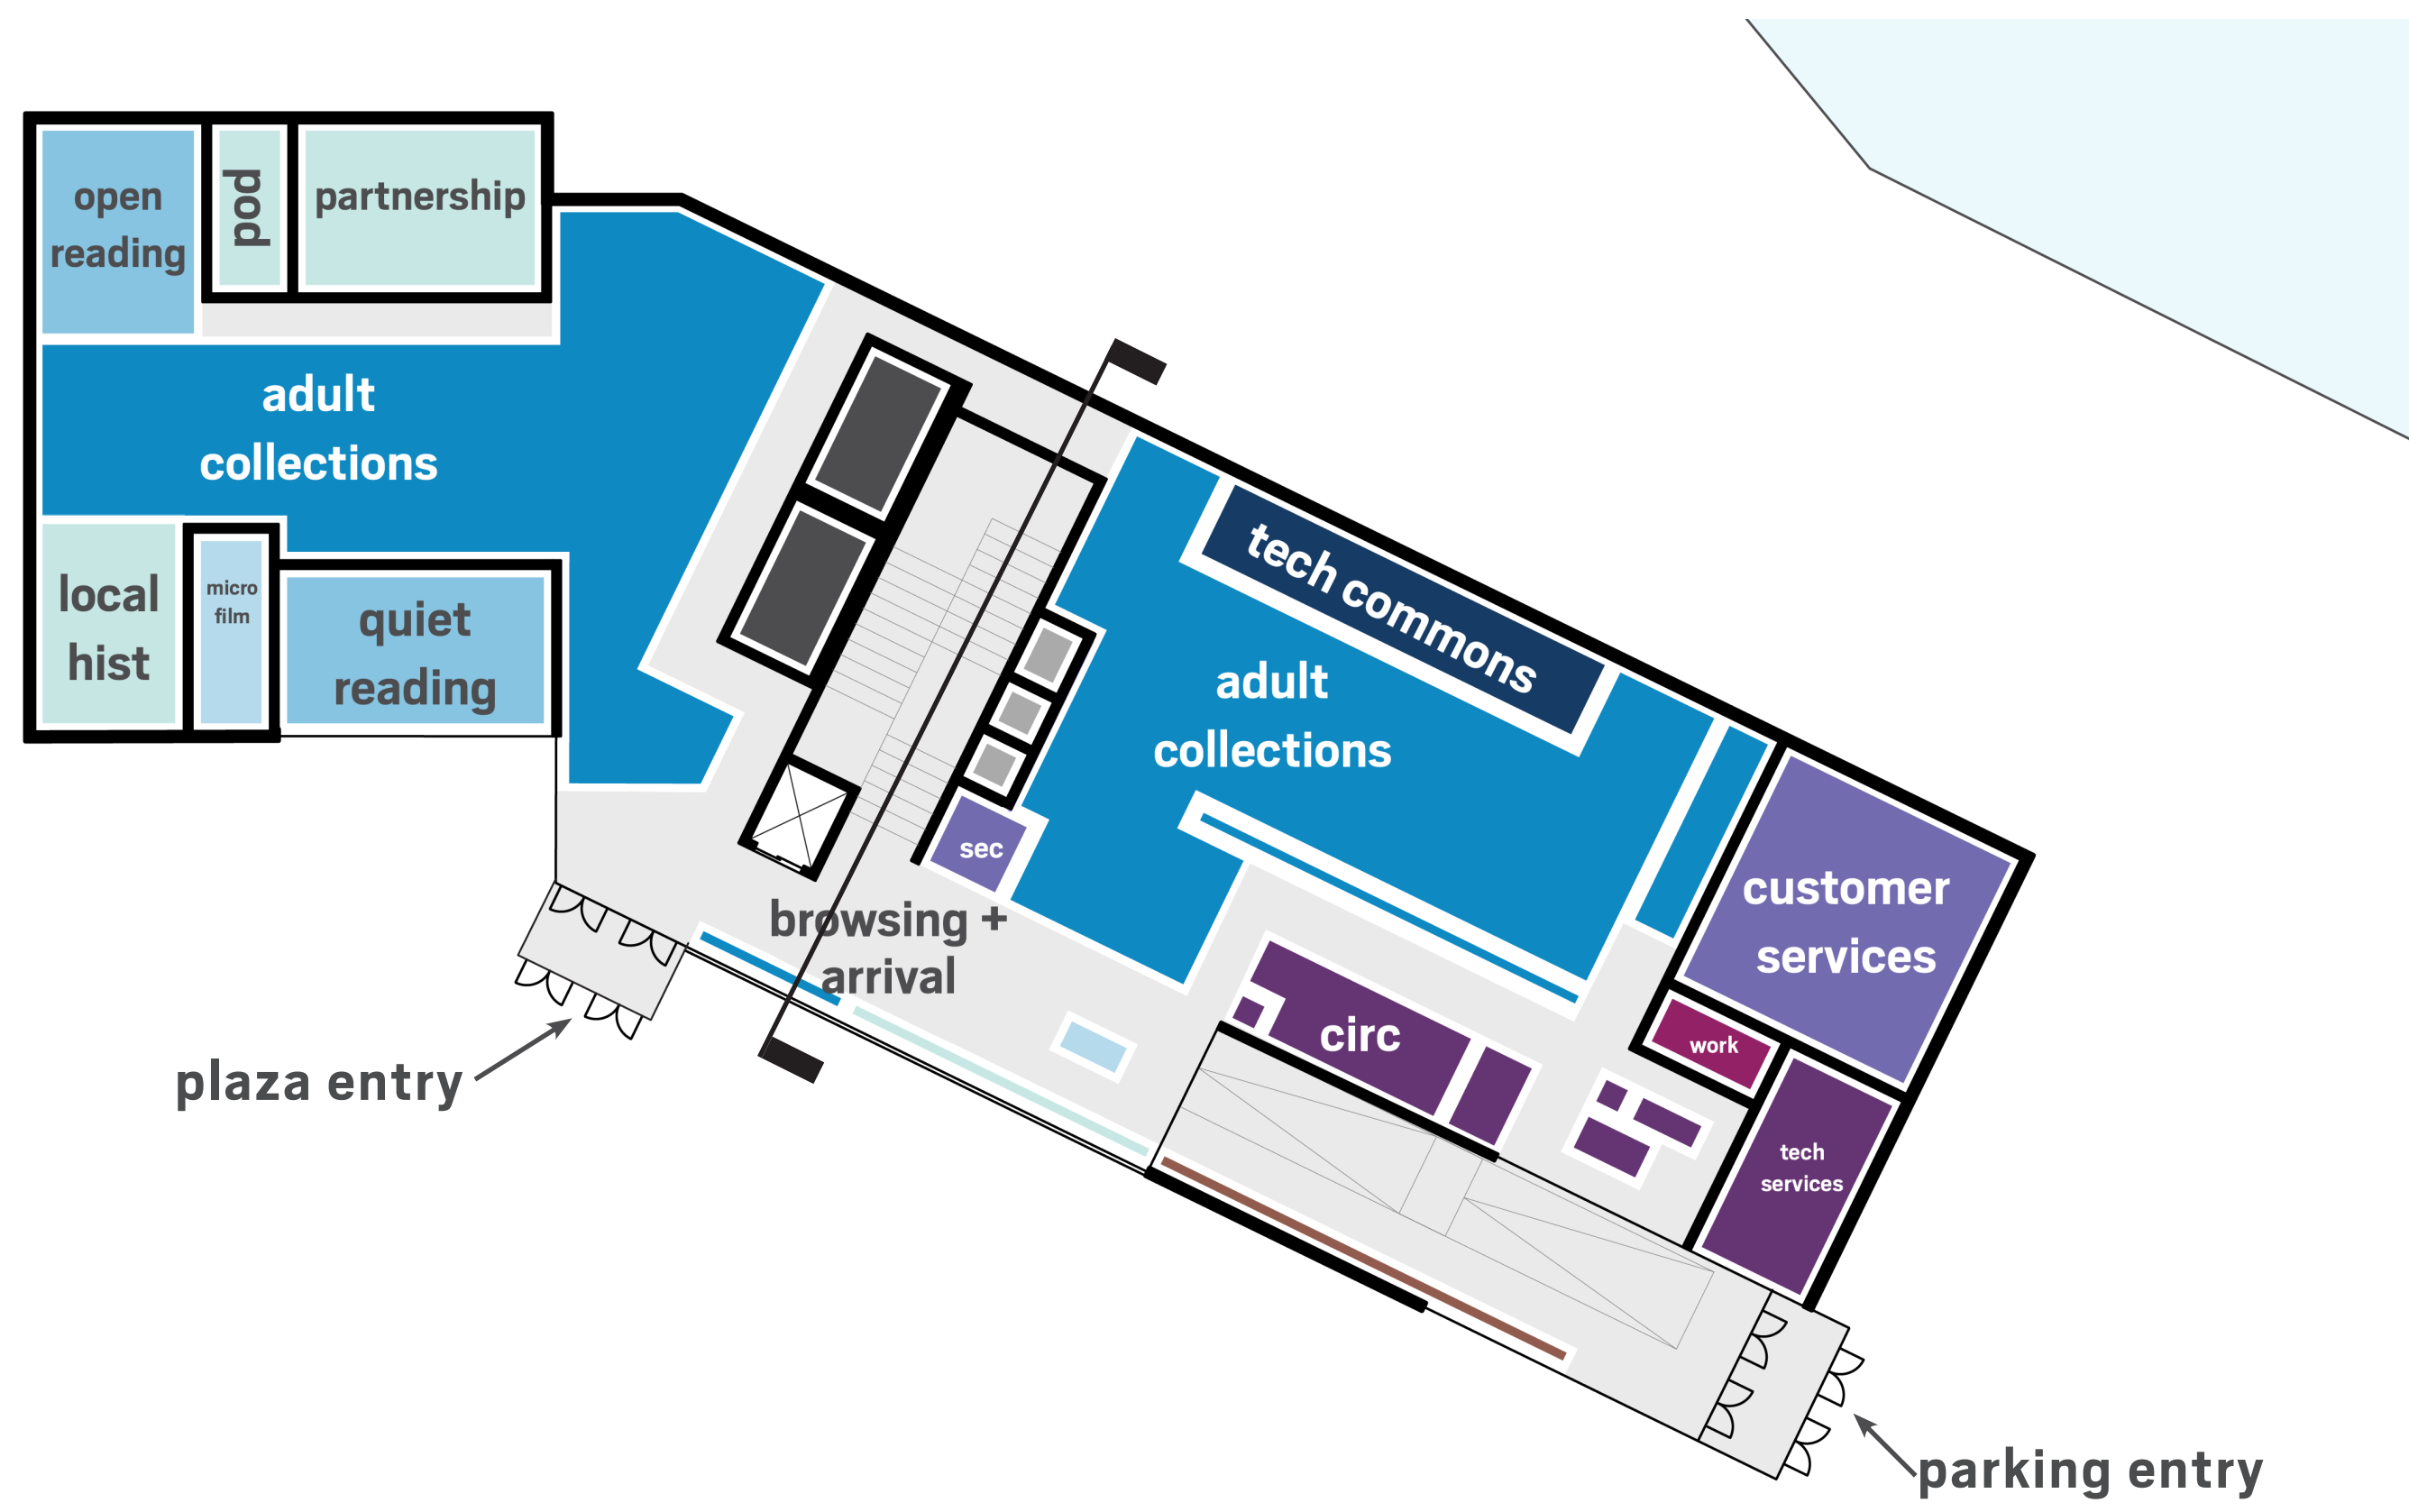 open
reading
pod
partnership
adult
collections
local
hist
micro
film
quiet
reading
tech commons
adult
collections
sec
browsing +
arrival
customer
services
circ
work
tech
services
plaza entry
parking entry